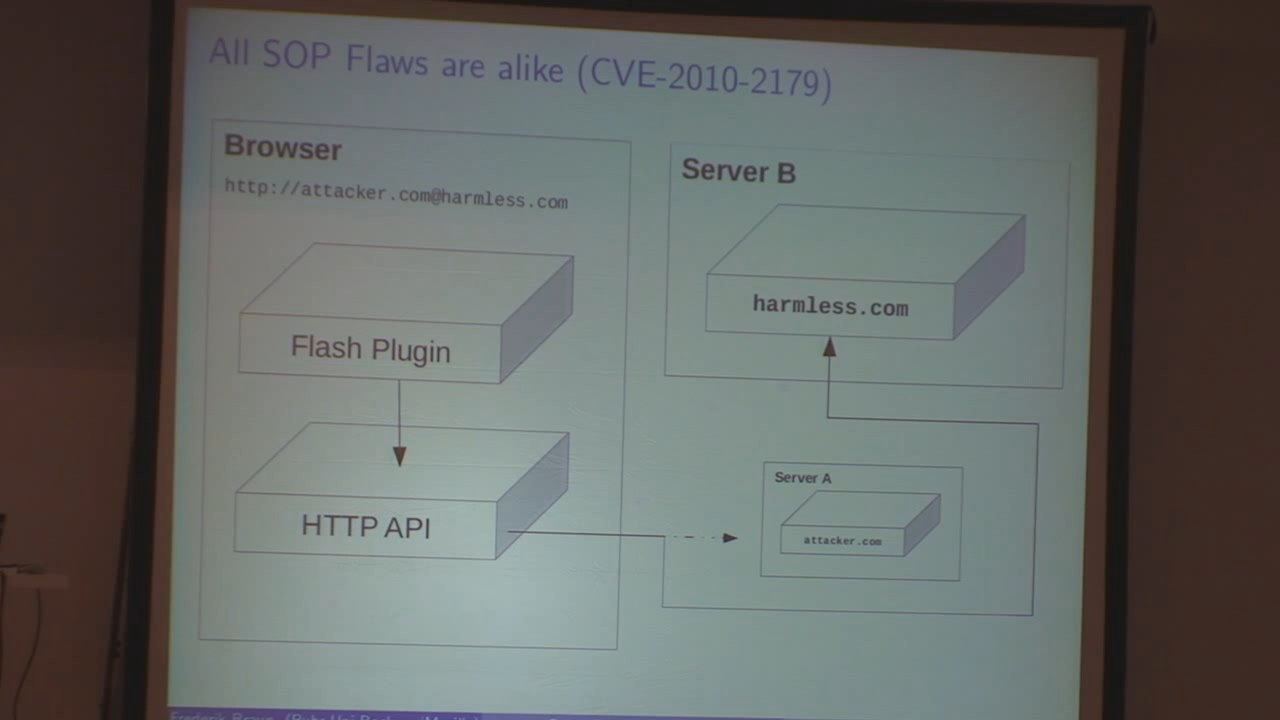 All SOP Flaws are alike (CVE-2010-2179)
Browser
http://attacker.com@harmless.com
Flash Plugin
HTTP API
Server B
harmless.com
Server A
attacker.com